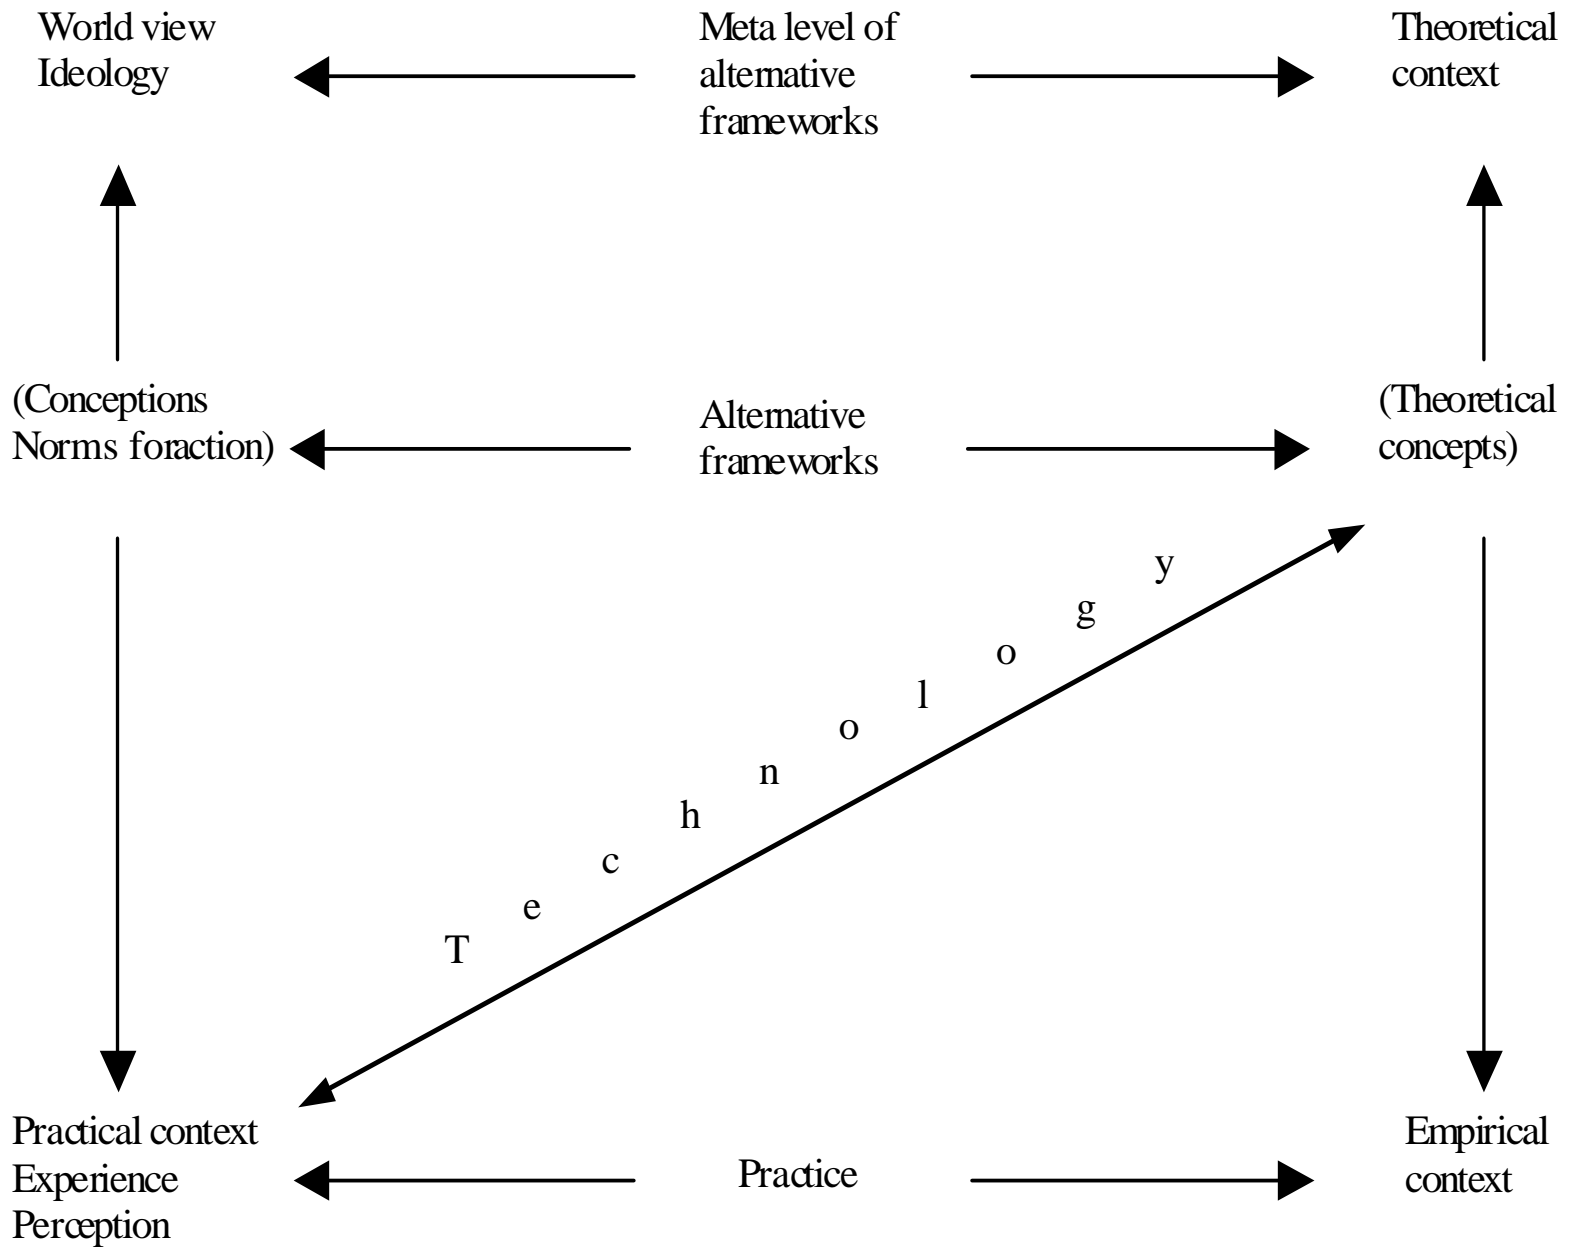 World view
Ideology
Meta level of
alternative
frameworks
Theoretical
context
(Conceptions
Norms foraction)
Alternative
frameworks
(Theoretical
concepts)
Technology
Practical context
Experience
Perception
Practice
Empirical
context